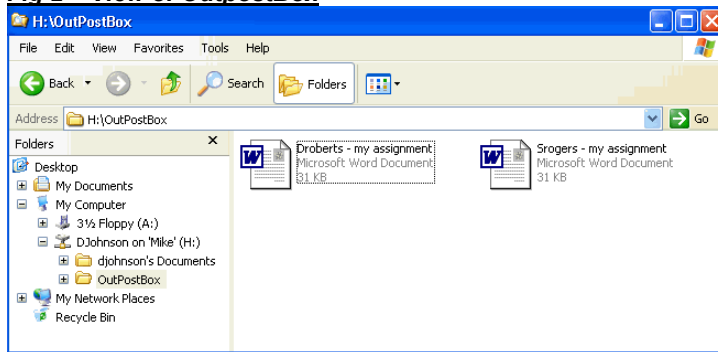 H:\OutPostBox
File Edit View Favorites Tools Help
Back Search Folders
Address H:\OutPostBox Go
Folders x
Desktop
My Documents
My Computer
3½ Floppy (A:)
DJohnson on 'Mike' (H:)
djohnson's Documents
OutPostBox
My Network Places
Recycle Bin
Droberts - my assignment
Microsoft Word Document
31 KB
Srogers - my assignment
Microsoft Word Document
31 KB